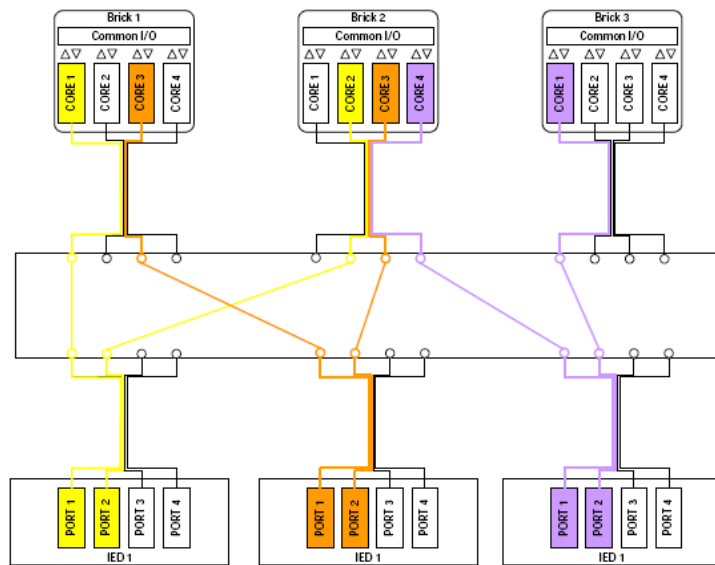 Brick 1
Common I/O
CORE 1
CORE 2
CORE 3
CORE 4
Brick 2
Common I/O
CORE 1
CORE 2
CORE 3
CORE 4
Brick 3
Common I/O
CORE 1
CORE 2
CORE 3
CORE 4
PORT 1
PORT 2
PORT 3
PORT 4
IED 1
PORT 1
PORT 2
PORT 3
PORT 4
IED 1
PORT 1
PORT 2
PORT 3
PORT 4
IED 1